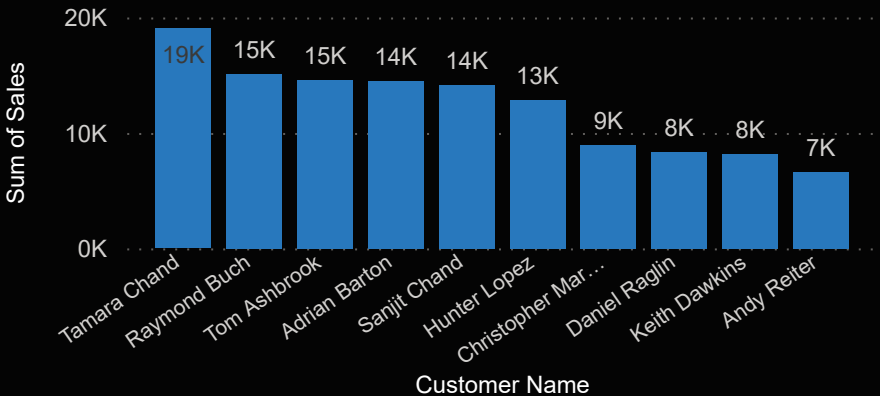 Sum of Sales
20K
10K
0K
19K
15K
15K
14K
14K
13K
9K
8K
8K
7K
Tamara Chand
Raymond Buch
Tom Ashbrook
Adrian Barton
Sanjit Chand
Hunter Lopez
Christopher Mar…
Daniel Raglin
Keith Dawkins
Andy Reiter
Customer Name